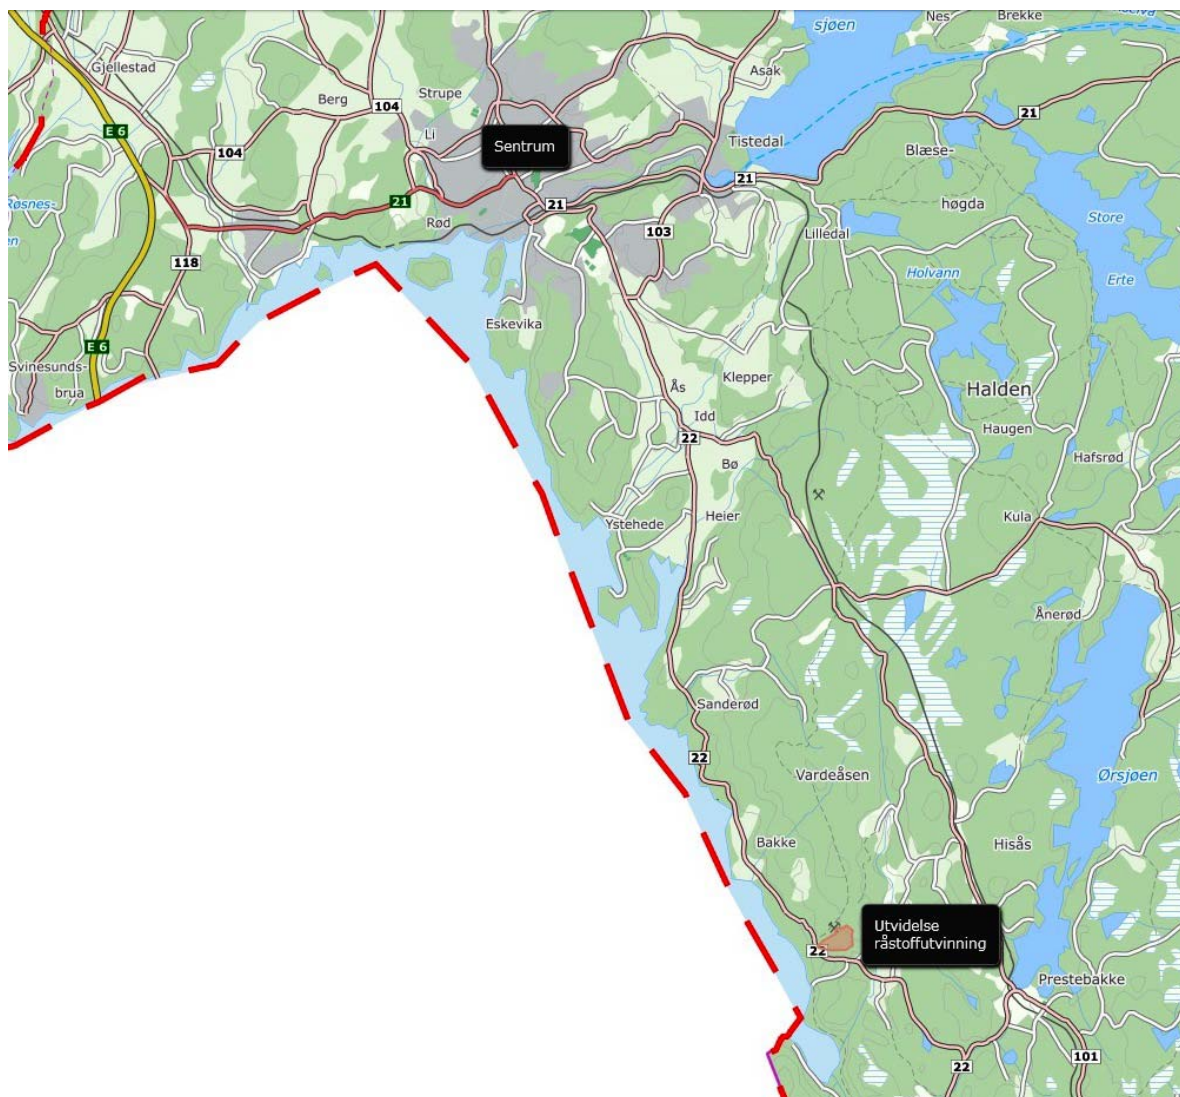 sjøen
Nes
Brekke
Gjellestad
Asak
Strupe
Berg
104
21
E 6
Li
Sentrum
Tistedal
104
Blæse-
høgda
21
21
Røsnes-
en
21
Store
Rød
103
Lilledal
118
Holvann
Erte
Eskevika
E 6
Svinesunds-
brua
Klepper
Ås
Halden
Idd
Haugen
22
Bø
Hafsrød
Heier
Kula
Ystehede
Ånerød
Sanderød
22
Vardeåsen
Ørsjøen
Bakke
Hisås
Utvidelse
råstoffutvinning
22
Prestebakke
101
22